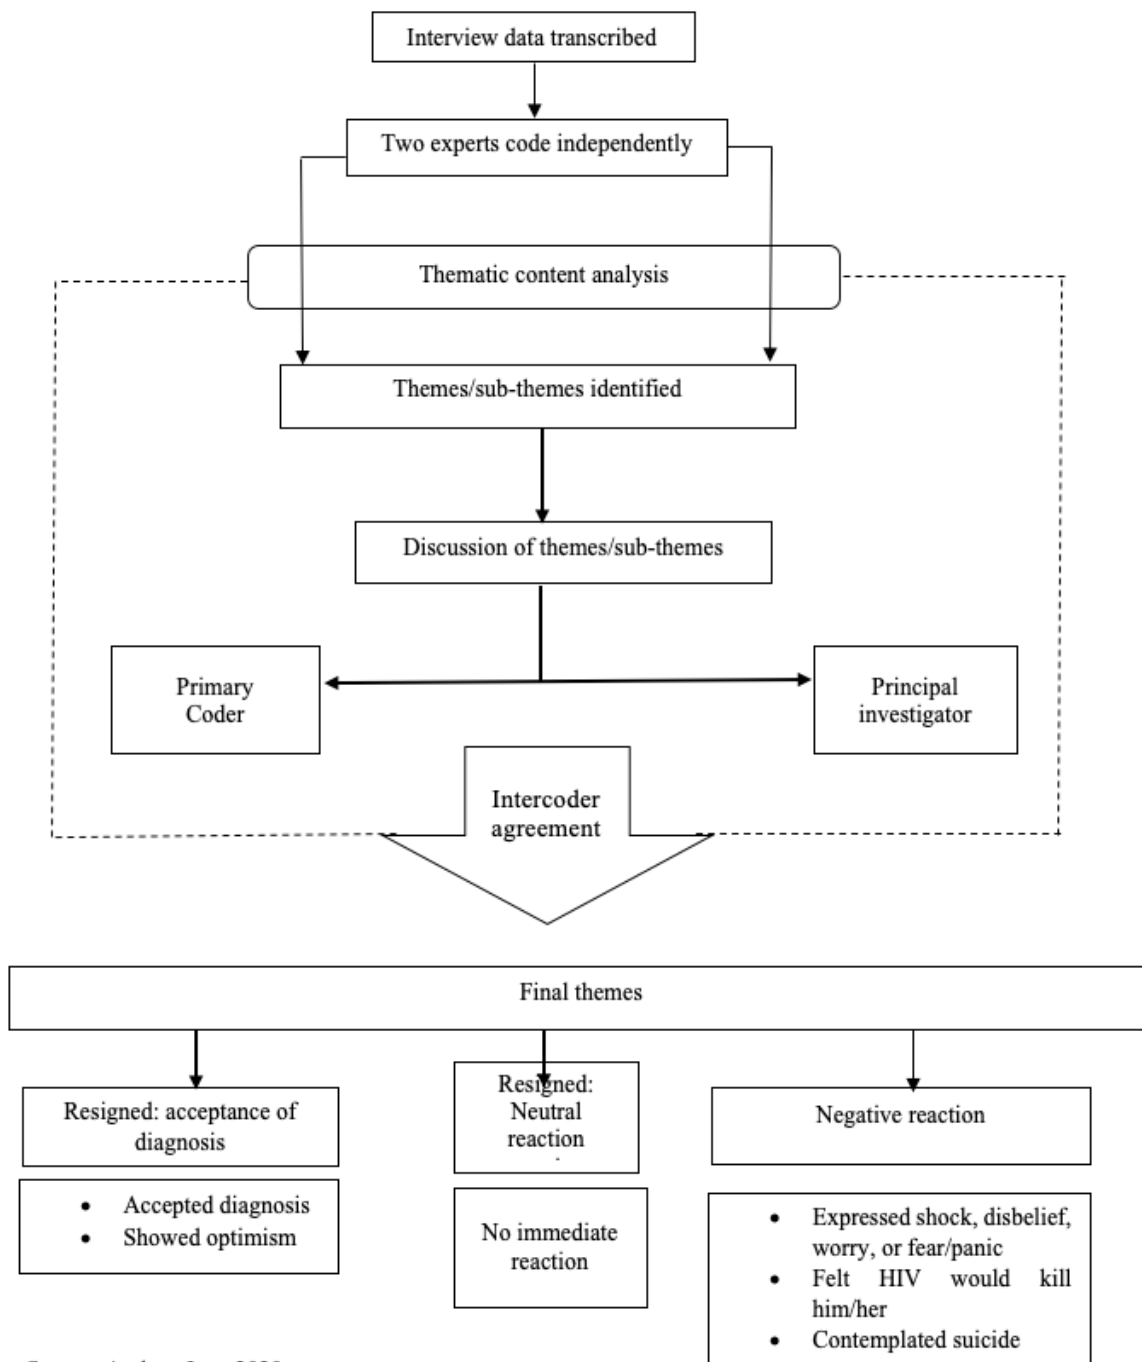 Interview data transcribed
Two experts code independently
Thematic content analysis
Themes/sub-themes identified
Discussion of themes/sub-themes
Primary
Coder
Principal
investigator
Intercoder
agreement
Final themes
Resigned: acceptance of
diagnosis
Resigned:
Neutral
reaction
Negative reaction
• Accepted diagnosis
• Showed optimism
No immediate
reaction
• Expressed shock, disbelief,
worry, or fear/panic
• Felt HIV would kill
him/her
• Contemplated suicide